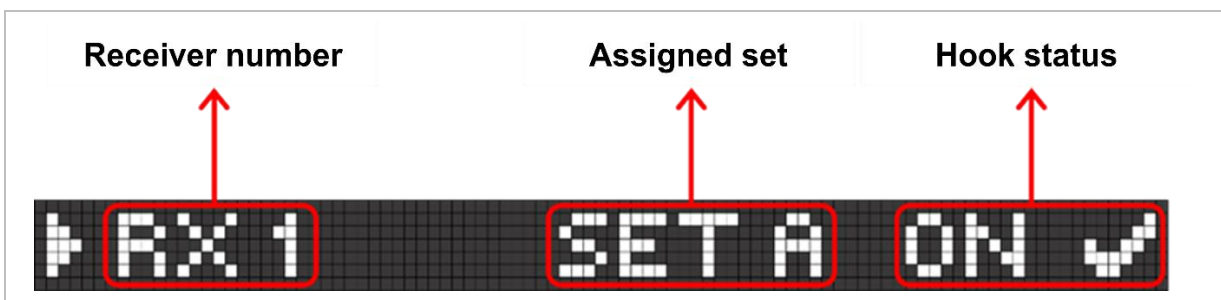 Receiver number Assigned set Hook status
RX 1 SET A ON ✓